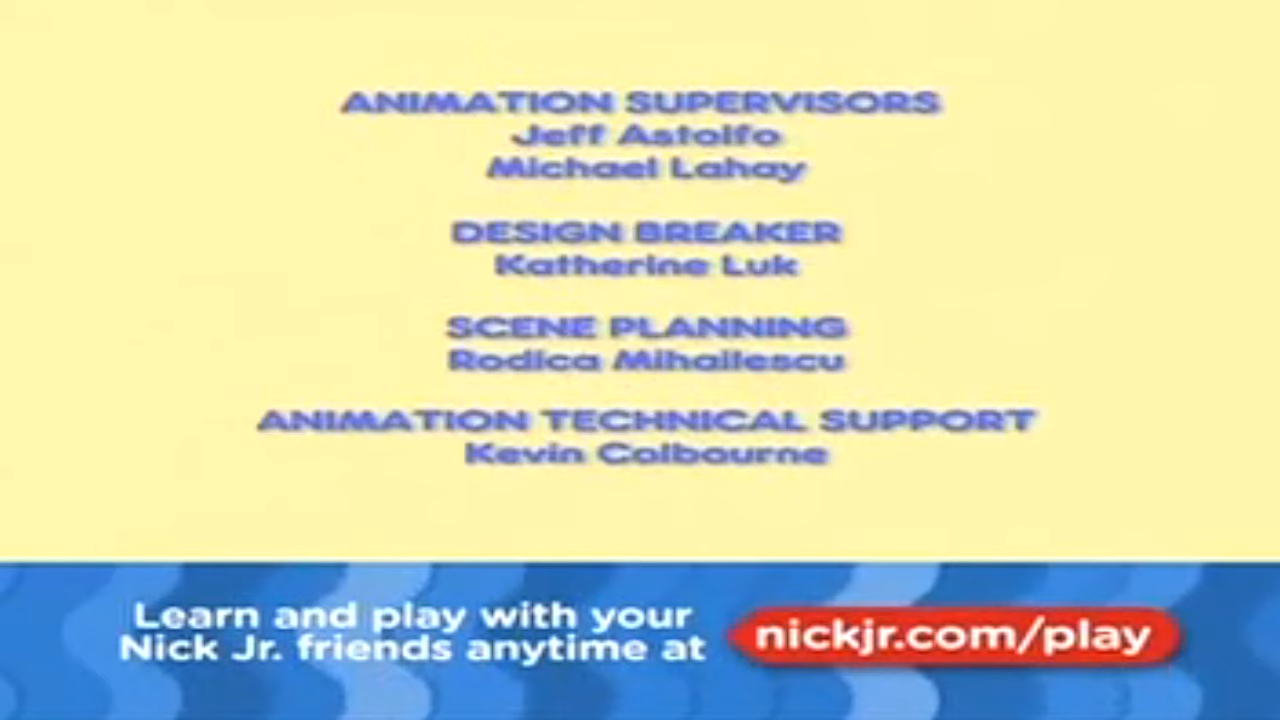 ANIMATION SUPERVISORS
Jeff Astolfo
Michael Lahay
DESIGN BREAKER
Katherine Luk
SCENE PLANNING
Rodica Mihailescu
ANIMATION TECHNICAL SUPPORT
Kevin Colbourne
Learn and play with your
Nick Jr. friends anytime at
nickjr.com/play